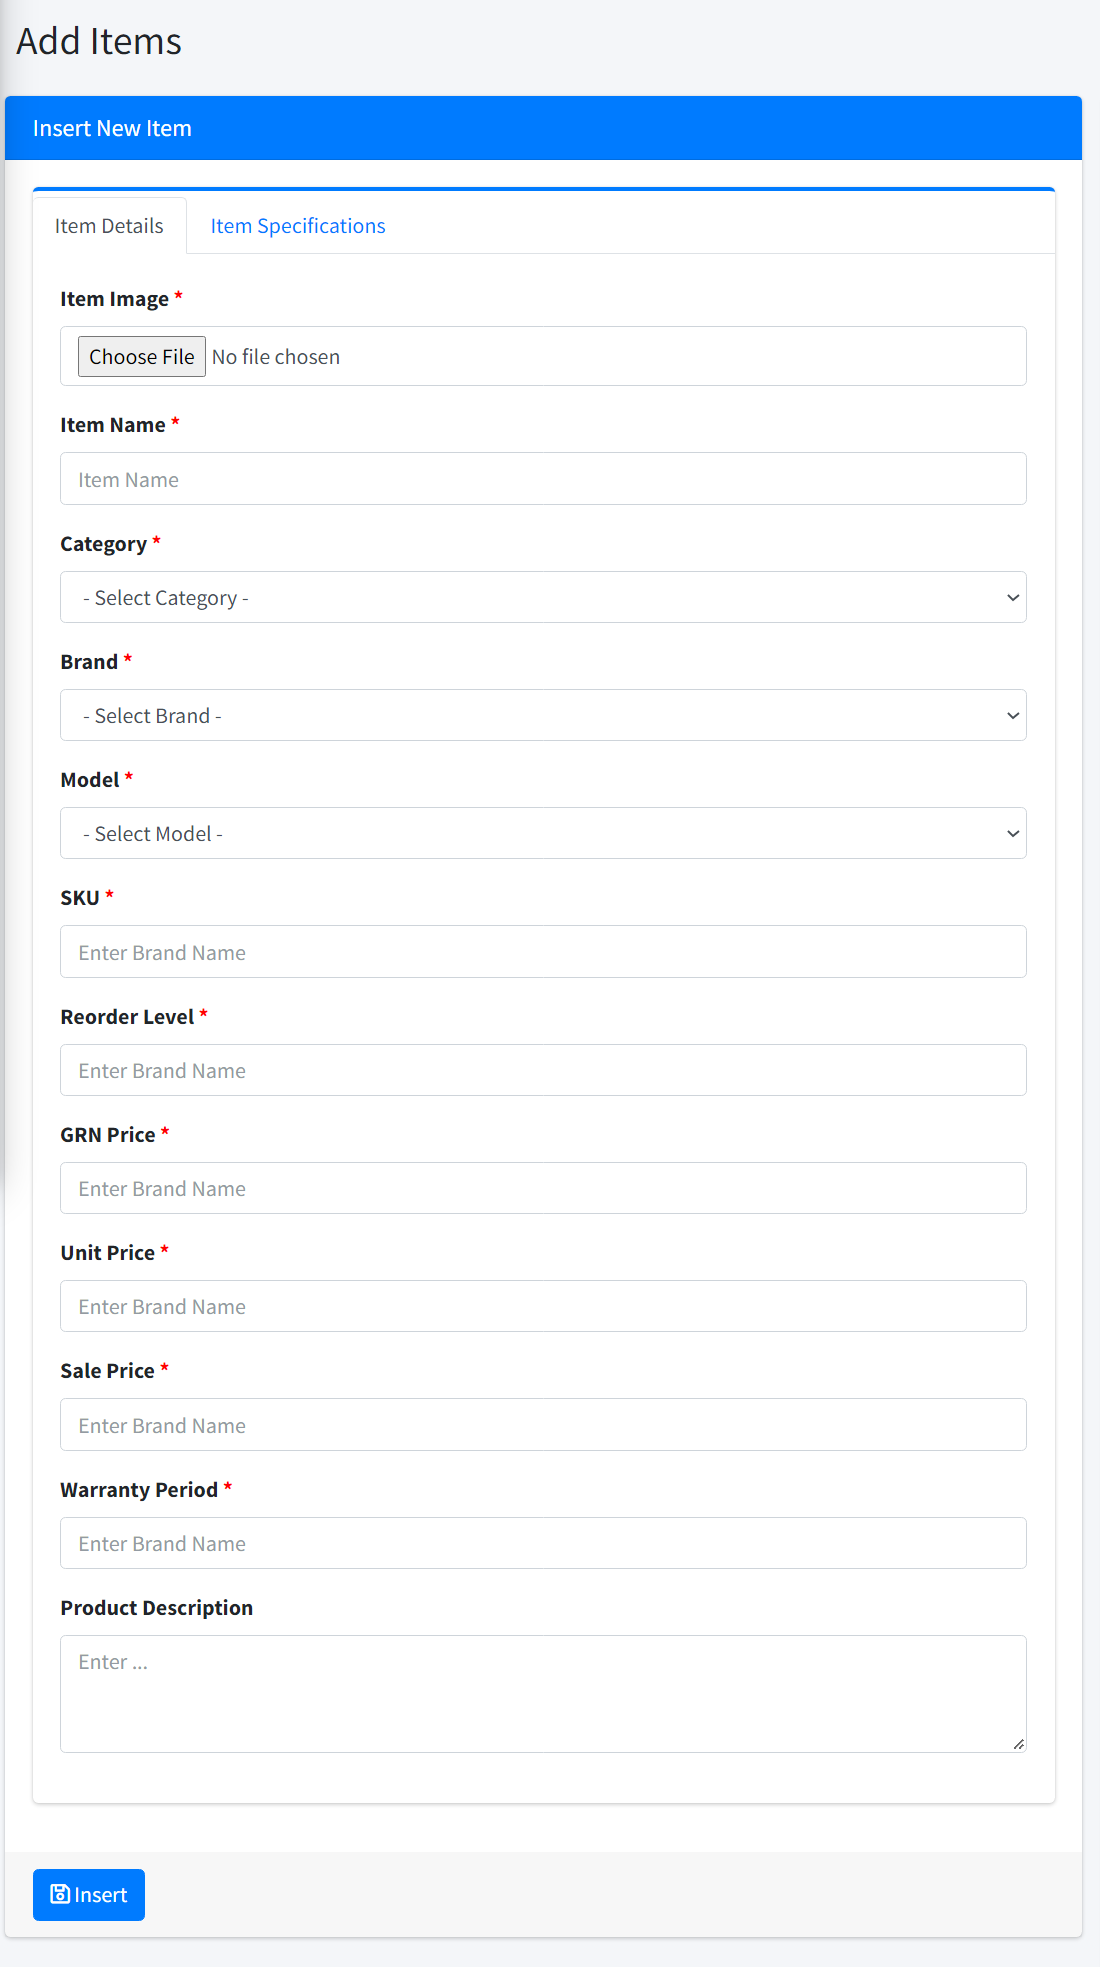 Add Items
Insert New Item
Item Details Item Specifications
Item Image *
Choose File No file chosen
Item Name *
Item Name
Category *
- Select Category -
Brand *
- Select Brand -
Model *
- Select Model -
SKU *
Enter Brand Name
Reorder Level *
Enter Brand Name
GRN Price *
Enter Brand Name
Unit Price *
Enter Brand Name
Sale Price *
Enter Brand Name
Warranty Period *
Enter Brand Name
Product Description
Enter ...
Insert